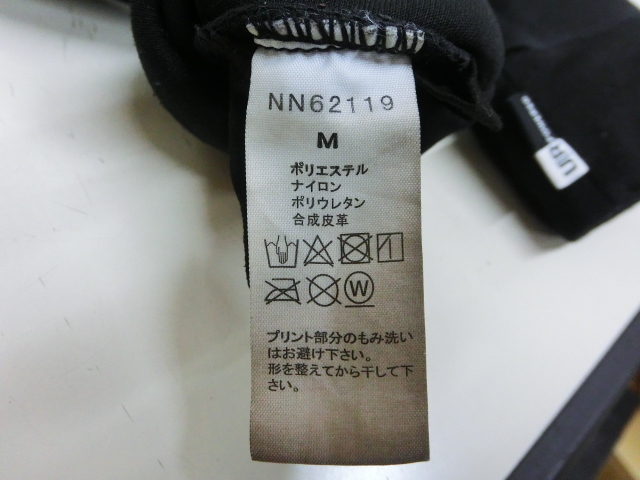 NN62119
M
ポリエステル
ナイロン
ポリウレタン
合成皮革
W
プリント部分のもみ洗い
はお避け下さい。
形を整えてから干して下
さい。